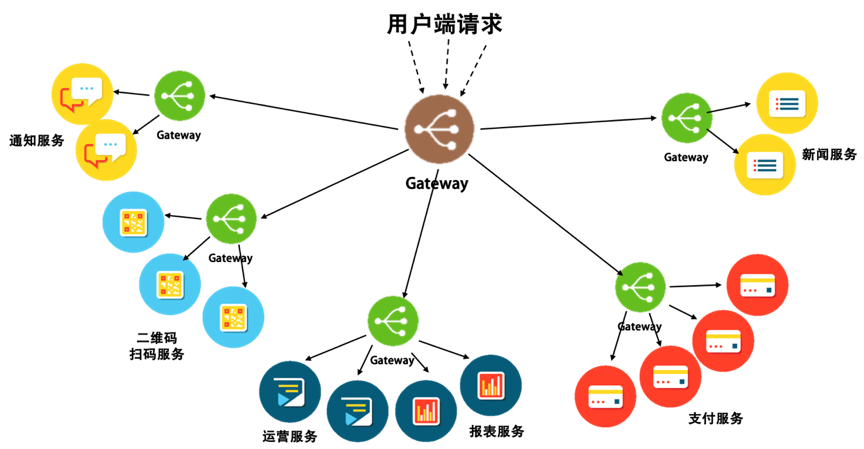 用户端请求
Gateway
Gateway
通知服务
Gateway
新闻服务
Gateway
二维码
扫码服务
Gateway
运营服务
报表服务
Gateway
支付服务